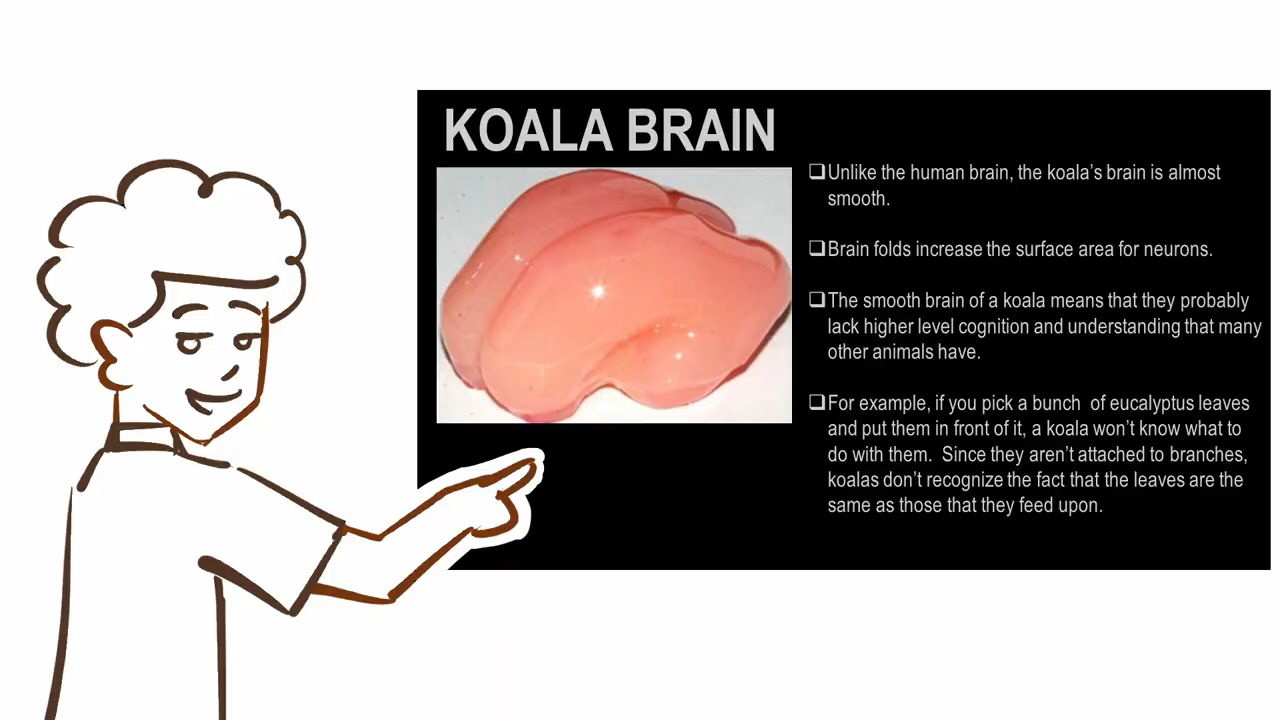 KOALA BRAIN
Unlike the human brain, the koala's brain is almost
smooth.
Brain folds increase the surface area for neurons.
The smooth brain of a koala means that they probably
lack higher level cognition and understanding that many
other animals have.
For example, if you pick a bunch of eucalyptus leaves
and put them in front of it, a koala won't know what to
do with them. Since they aren't attached to branches,
koalas don't recognize the fact that the leaves are the
same as those that they feed upon.